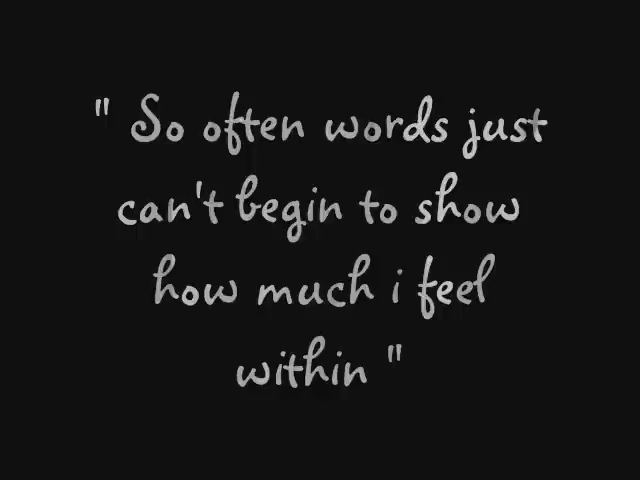 " So often words just
can't begin to show
how much i feel
within "